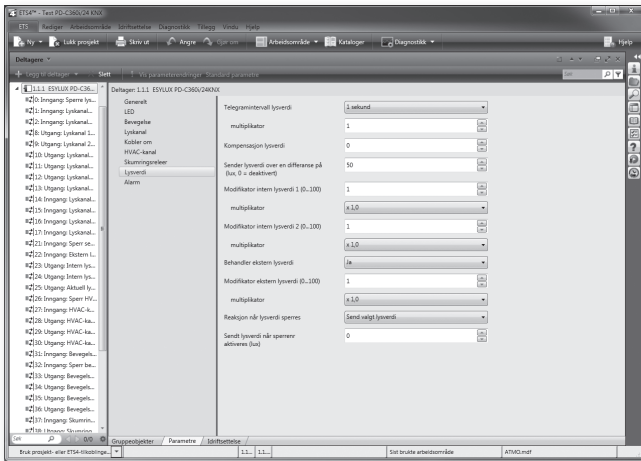 ETS4™ - Test PD-C360i/24 KNX
ETS Rediger Arbeidsområde Idriftsettelse Diagnostikk Tillegg Vindu Hjelp
Ny Lukk prosjekt Skriv ut Angre Gjør om Arbeidsområde Kataloger Diagnostikk Hjelp
Deltagere
Legg til deltager Slett Vis parameterendringer Standard parametre Søk
1.1.1 ESYLUX PD-C36...
0: Inngang: Sperre lys...
1: Inngang: Lyskanal...
2: Inngang: Lyskanal...
8: Utgang: Lyskanal 1...
9: Utgang: Lyskanal 2...
10: Utgang: Lyskanal...
11: Utgang: Lyskanal...
12: Utgang: Lyskanal...
13: Utgang: Lyskanal...
14: Inngang: Lyskanal...
15: Inngang: Lyskanal...
16: Inngang: Lyskanal...
17: Inngang: Lyskanal...
21: Inngang: Sperr se...
22: Inngang: Ekstern l...
23: Utgang: Intern lys...
24: Utgang: Intern lys...
25: Utgang: Aktuell ly...
26: Inngang: Sperr HV...
27: Inngang: HVAC-k...
28: Utgang: HVAC-ka...
29: Utgang: HVAC-ka...
30: Utgang: HVAC-ka...
31: Inngang: Bevegels...
32: Inngang: Sperr be...
33: Utgang: Bevegels...
34: Utgang: Bevegels...
35: Utgang: Bevegels...
36: Utgang: Bevegels...
37: Inngang: Skumrin...
38: Utgang: Skumring...
Søk 0/0
Deltager: 1.1.1 ESYLUX PD-C360i/24KNX
Generelt
LED
Bevegelse
Lyskanal
Kobler om
HVAC-kanal
Skumringsreleer
Lysverdi
Alarm
Telegramintervall lysverdi 1 sekund
multiplikator 1
Kompensasjon lysverdi 0
Sender lysverdi over en differanse på 50
(lux, 0 = deaktivert)
Modifikator intern lysverdi 1 (0...100) 1
multiplikator x 1,0
Modifikator intern lysverdi 2 (0...100) 1
multiplikator x 1,0
Behandler ekstern lysverdi Ja
Modifikator ekstern lysverdi (0...100) 1
multiplikator x 1,0
Reaksjon når lysverdi sperres Send valgt lysverdi
Sendt lysverdi når sperrenr 0
aktiveres (lux)
Gruppeobjekter Parametre Idriftsettelse
Bruk prosjekt- eller ETS4-tilkoblinge... 1.1... 1.1... Sist brukte arbeidsområde ATMO.mdf